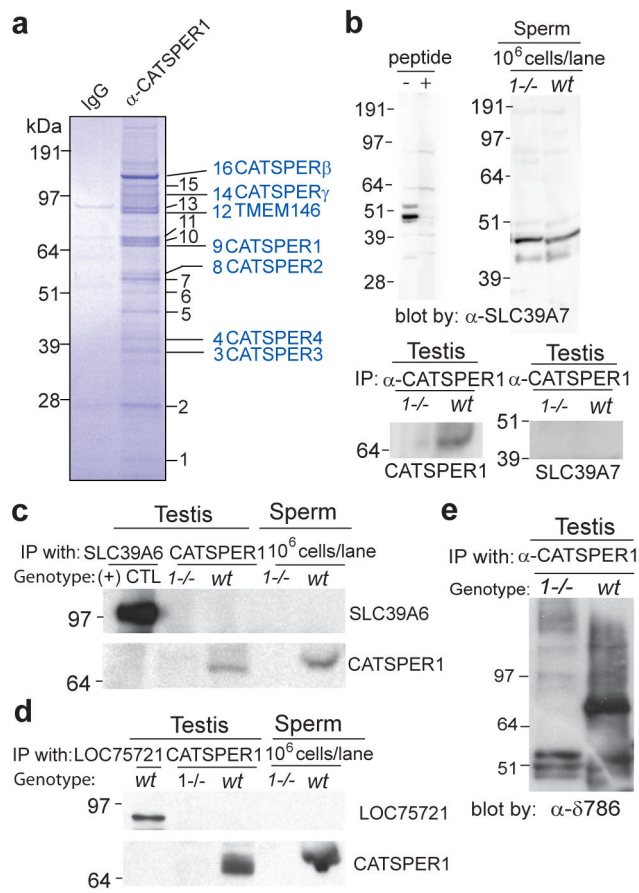 a
IgG
α-CATSPER1
kDa
191
97
64
51
39
28
16 CATSPERβ
15
14 CATSPERγ
13
12 TMEM146
11
10
9 CATSPER1
8 CATSPER2
7
6
5
4 CATSPER4
3 CATSPER3
2
1
b
peptide
- +
191
97
64
51
39
28
Sperm
10⁶ cells/lane
1-/- wt
191
97
64
51
39
blot by: α-SLC39A7
Testis Testis
IP: α-CATSPER1 α-CATSPER1
1-/- wt 1-/- wt
64
51
39
CATSPER1 SLC39A7
c
Testis Sperm
IP with: SLC39A6 CATSPER1 10⁶ cells/lane
Genotype: (+) CTL 1-/- wt 1-/- wt
97
SLC39A6
64
CATSPER1
d
Testis Sperm
IP with: LOC75721 CATSPER1 10⁶ cells/lane
Genotype: wt 1-/- wt 1-/- wt
97
LOC75721
64
CATSPER1
e
Testis
IP with: α-CATSPER1
Genotype: 1-/- wt
97
64
51
blot by: α-δ786